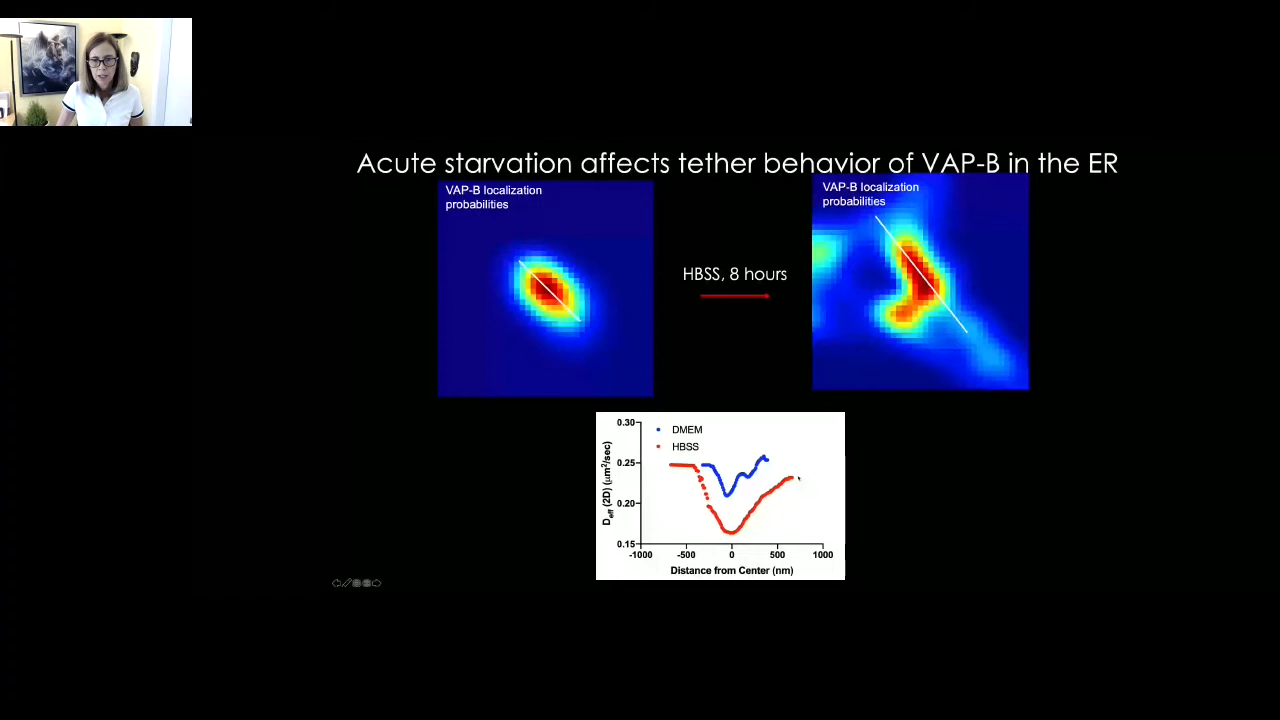 Acute starvation affects tether behavior of VAP-B in the ER
VAP-B localization
probabilities
HBSS, 8 hours
VAP-B localization
probabilities
DMEM
HBSS
D eff (2D) (μm²/sec)
0.30
0.25
0.20
0.15
-1000 -500 0 500 1000
Distance from Center (nm)